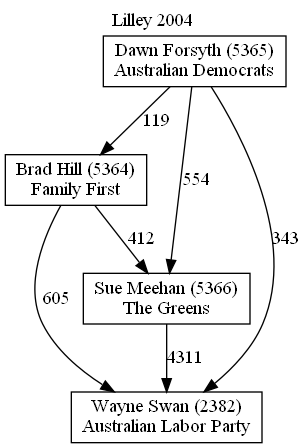 Lilley 2004
Dawn Forsyth (5365)
Australian Democrats
119
Brad Hill (5364)
Family First
554
343
412
Sue Meehan (5366)
The Greens
605
4311
Wayne Swan (2382)
Australian Labor Party